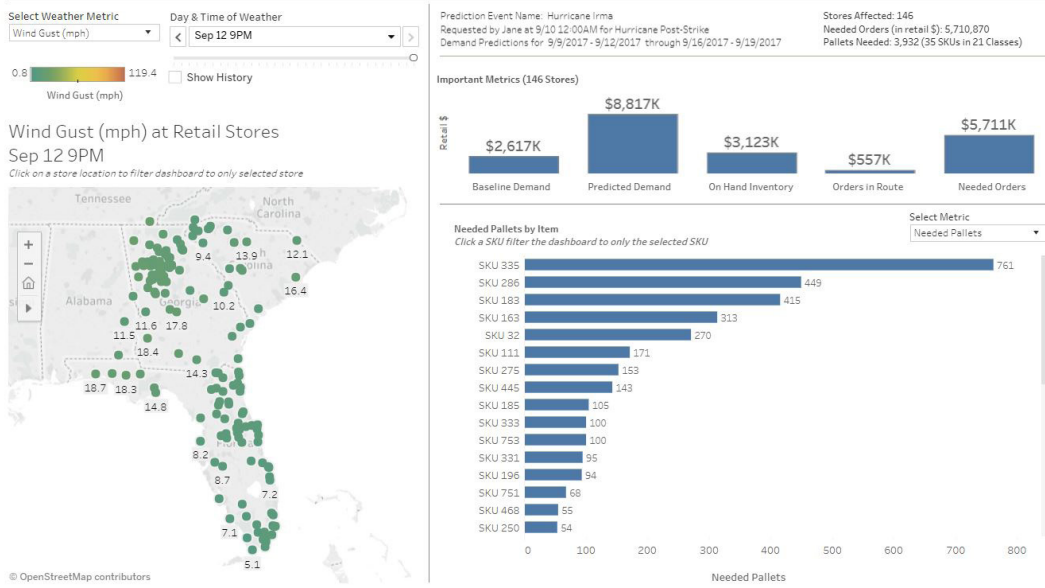 Select Weather Metric
Wind Gust (mph)
Day & Time of Weather
Sep 12 9PM
Show History
0.8
119.4
Wind Gust (mph)
Wind Gust (mph) at Retail Stores
Sep 12 9PM
Click on a store location to filter dashboard to only selected store
Tennessee
North
Carolina
Alabama
Georgia
9.4
13.9
12.1
16.4
10.2
11.6
17.8
11.5
18.4
14.3
18.7
18.3
14.8
8.2
8.7
7.2
7.1
5.1
© OpenStreetMap contributors
Prediction Event Name: Hurricane Irma
Requested by Jane at 9/10 12:00AM for Hurricane Post-Strike
Demand Predictions for 9/9/2017 - 9/12/2017 through 9/16/2017 - 9/19/2017
Stores Affected: 146
Needed Orders (in retail $): 5,710,870
Pallets Needed: 3,932 (35 SKUs in 21 Classes)
Important Metrics (146 Stores)
Retail $
$2,617K
$8,817K
$3,123K
$557K
$5,711K
Baseline Demand
Predicted Demand
On Hand Inventory
Orders in Route
Needed Orders
Needed Pallets by Item
Click a SKU filter the dashboard to only the selected SKU
Select Metric
Needed Pallets
SKU 335 761
SKU 286 449
SKU 183 415
SKU 163 313
SKU 32 270
SKU 111 171
SKU 275 153
SKU 445 143
SKU 185 105
SKU 333 100
SKU 753 100
SKU 331 95
SKU 196 94
SKU 751 68
SKU 468 55
SKU 250 54
0 100 200 300 400 500 600 700 800
Needed Pallets